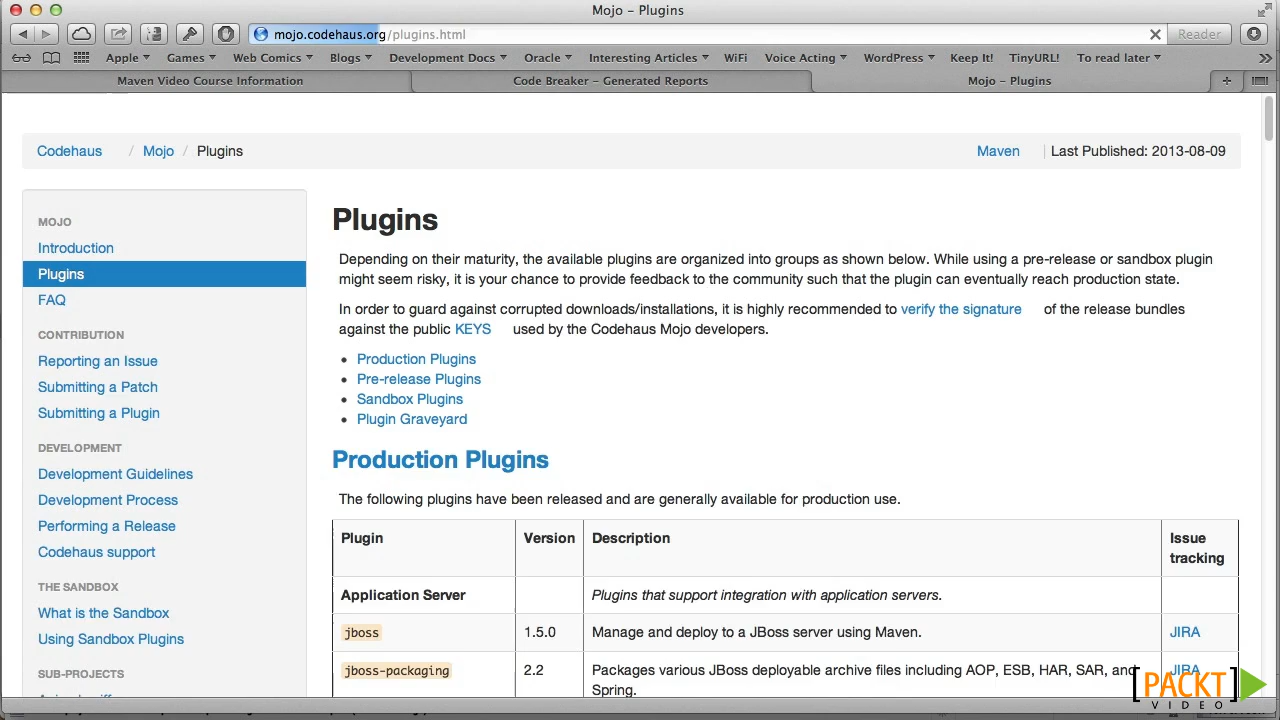 Mojo – Plugins
mojo.codehaus.org/plugins.html
Reader
Apple Games Web Comics Blogs Development Docs Oracle Interesting Articles WiFi Voice Acting WordPress Keep It! TinyURL! To read later
Maven Video Course Information
Code Breaker – Generated Reports
Mojo – Plugins
Codehaus / Mojo / Plugins
Maven | Last Published: 2013-08-09
MOJO
Introduction
Plugins
FAQ
CONTRIBUTION
Reporting an Issue
Submitting a Patch
Submitting a Plugin
DEVELOPMENT
Development Guidelines
Development Process
Performing a Release
Codehaus support
THE SANDBOX
What is the Sandbox
Using Sandbox Plugins
SUB-PROJECTS
Plugins
Depending on their maturity, the available plugins are organized into groups as shown below. While using a pre-release or sandbox plugin
might seem risky, it is your chance to provide feedback to the community such that the plugin can eventually reach production state.
In order to guard against corrupted downloads/installations, it is highly recommended to verify the signature of the release bundles
against the public KEYS used by the Codehaus Mojo developers.
• Production Plugins
• Pre-release Plugins
• Sandbox Plugins
• Plugin Graveyard
Production Plugins
The following plugins have been released and are generally available for production use.
Plugin Version Description Issue
tracking
Application Server Plugins that support integration with application servers.
jboss 1.5.0 Manage and deploy to a JBoss server using Maven. JIRA
jboss-packaging 2.2 Packages various JBoss deployable archive files including AOP, ESB, HAR, SAR, and JIRA
Spring.
[PACKT]
VIDEO